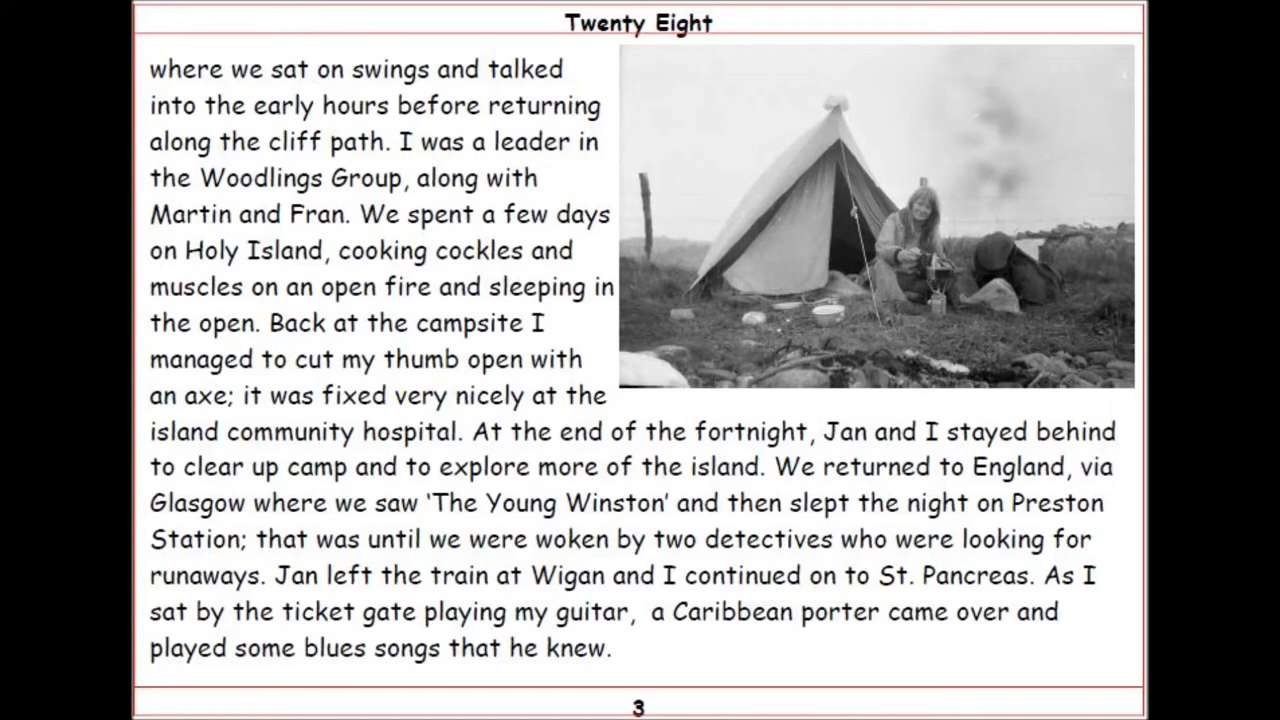 Twenty Eight
where we sat on swings and talked
into the early hours before returning
along the cliff path. I was a leader in
the Woodlings Group, along with
Martin and Fran. We spent a few days
on Holy Island, cooking cockles and
muscles on an open fire and sleeping in
the open. Back at the campsite I
managed to cut my thumb open with
an axe; it was fixed very nicely at the
island community hospital. At the end of the fortnight, Jan and I stayed behind
to clear up camp and to explore more of the island. We returned to England, via
Glasgow where we saw ‘The Young Winston’ and then slept the night on Preston
Station; that was until we were woken by two detectives who were looking for
runaways. Jan left the train at Wigan and I continued on to St. Pancreas. As I
sat by the ticket gate playing my guitar, a Caribbean porter came over and
played some blues songs that he knew.
3